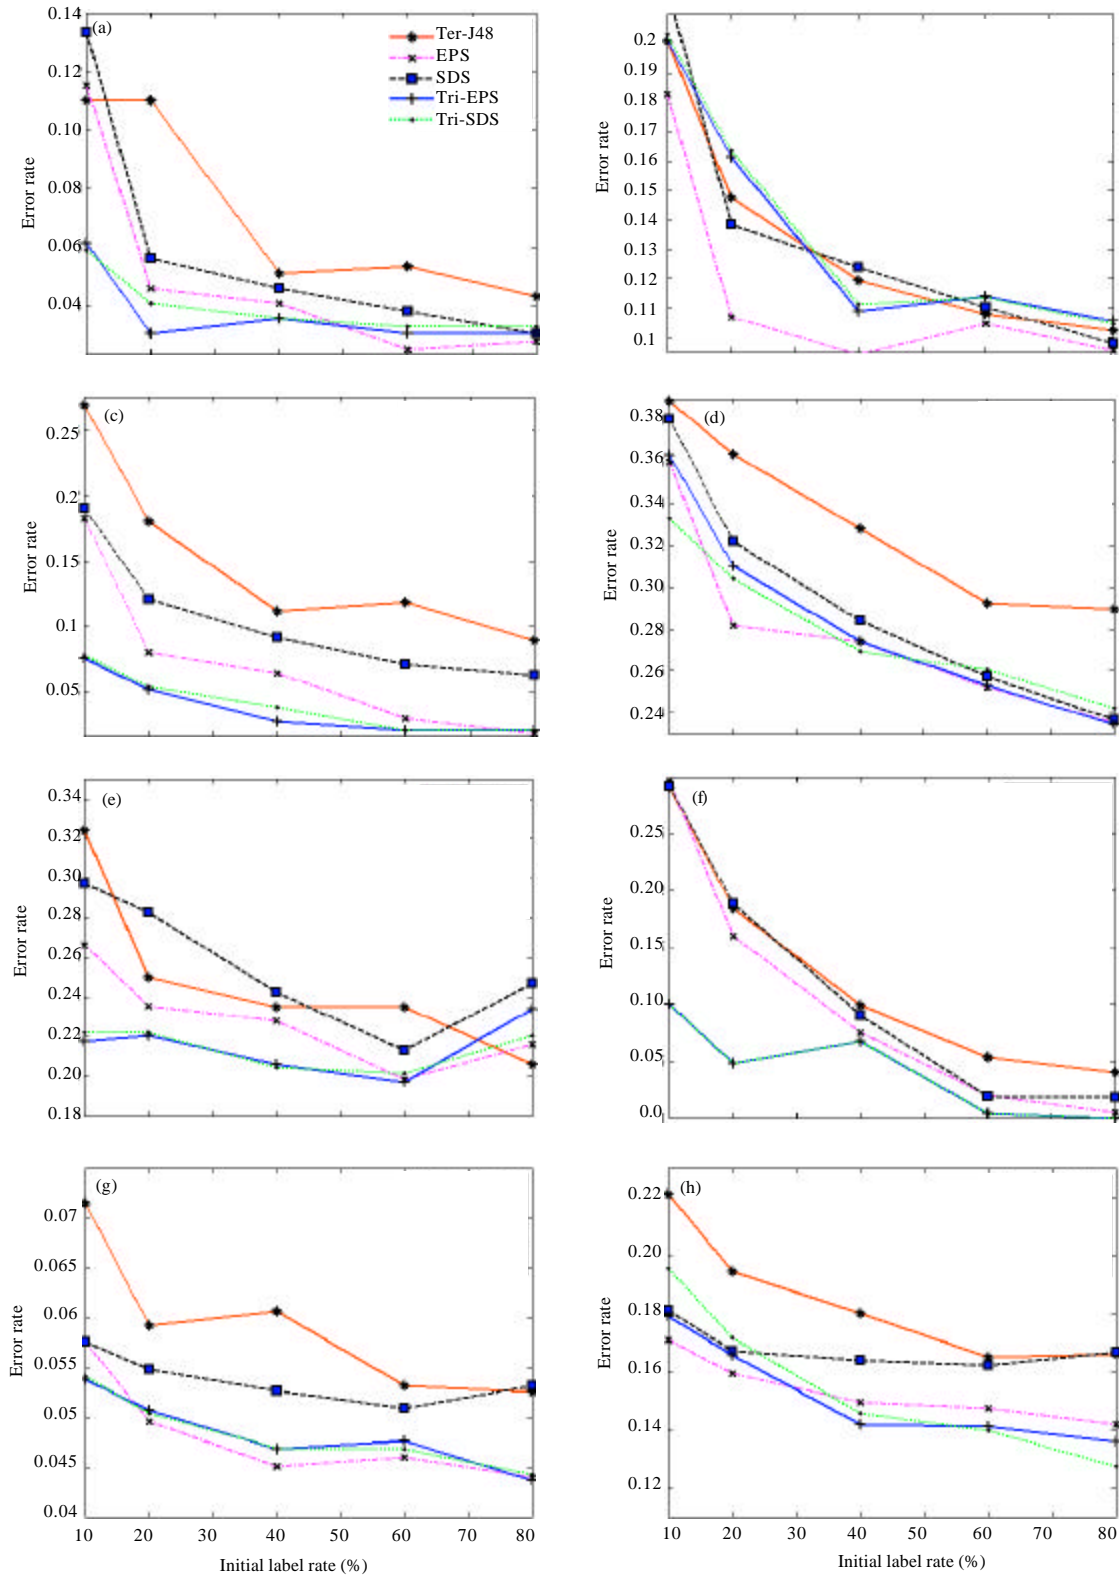 0.14
0.12
0.10
0.08
0.06
0.04
Error rate
(a)
Ter-J48
EPS
SDS
Tri-EPS
Tri-SDS
0.2
0.19
0.18
0.16
0.15
0.14
0.12
0.11
0.1
Error rate
0.25
0.2
0.15
0.1
0.05
Error rate
(c)
0.38
0.36
0.34
0.32
0.30
0.28
0.26
0.24
Error rate
(d)
0.34
0.32
0.30
0.28
0.26
0.24
0.22
0.20
0.18
Error rate
(e)
0.25
0.20
0.15
0.10
0.05
0.0
Error rate
(f)
0.07
0.065
0.06
0.055
0.05
0.045
0.04
Error rate
(g)
10 20 30 40 50 60 70 80
Initial label rate (%)
0.22
0.20
0.18
0.16
0.14
0.12
Error rate
(h)
10 20 30 40 50 60 70 80
Initial label rate (%)